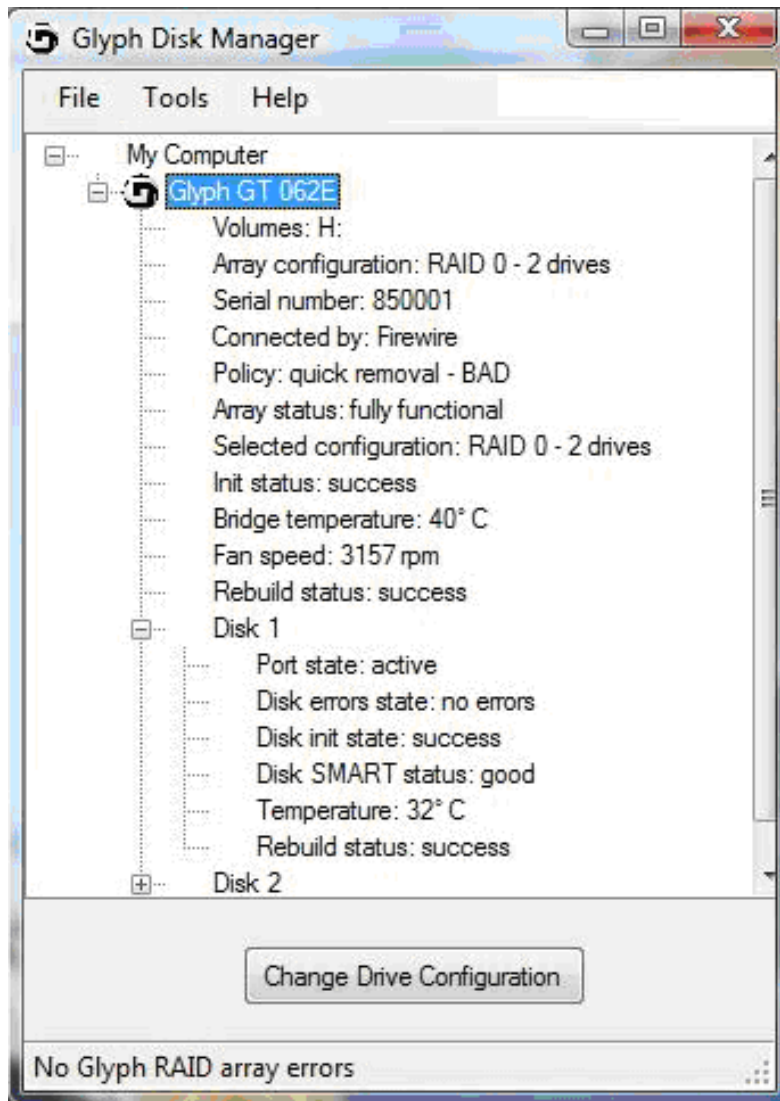 Glyph Disk Manager
File Tools Help
My Computer
Glyph GT 062E
Volumes: H:
Array configuration: RAID 0 - 2 drives
Serial number: 850001
Connected by: Firewire
Policy: quick removal - BAD
Array status: fully functional
Selected configuration: RAID 0 - 2 drives
Init status: success
Bridge temperature: 40° C
Fan speed: 3157 rpm
Rebuild status: success
Disk 1
Port state: active
Disk errors state: no errors
Disk init state: success
Disk SMART status: good
Temperature: 32° C
Rebuild status: success
Disk 2
Change Drive Configuration
No Glyph RAID array errors